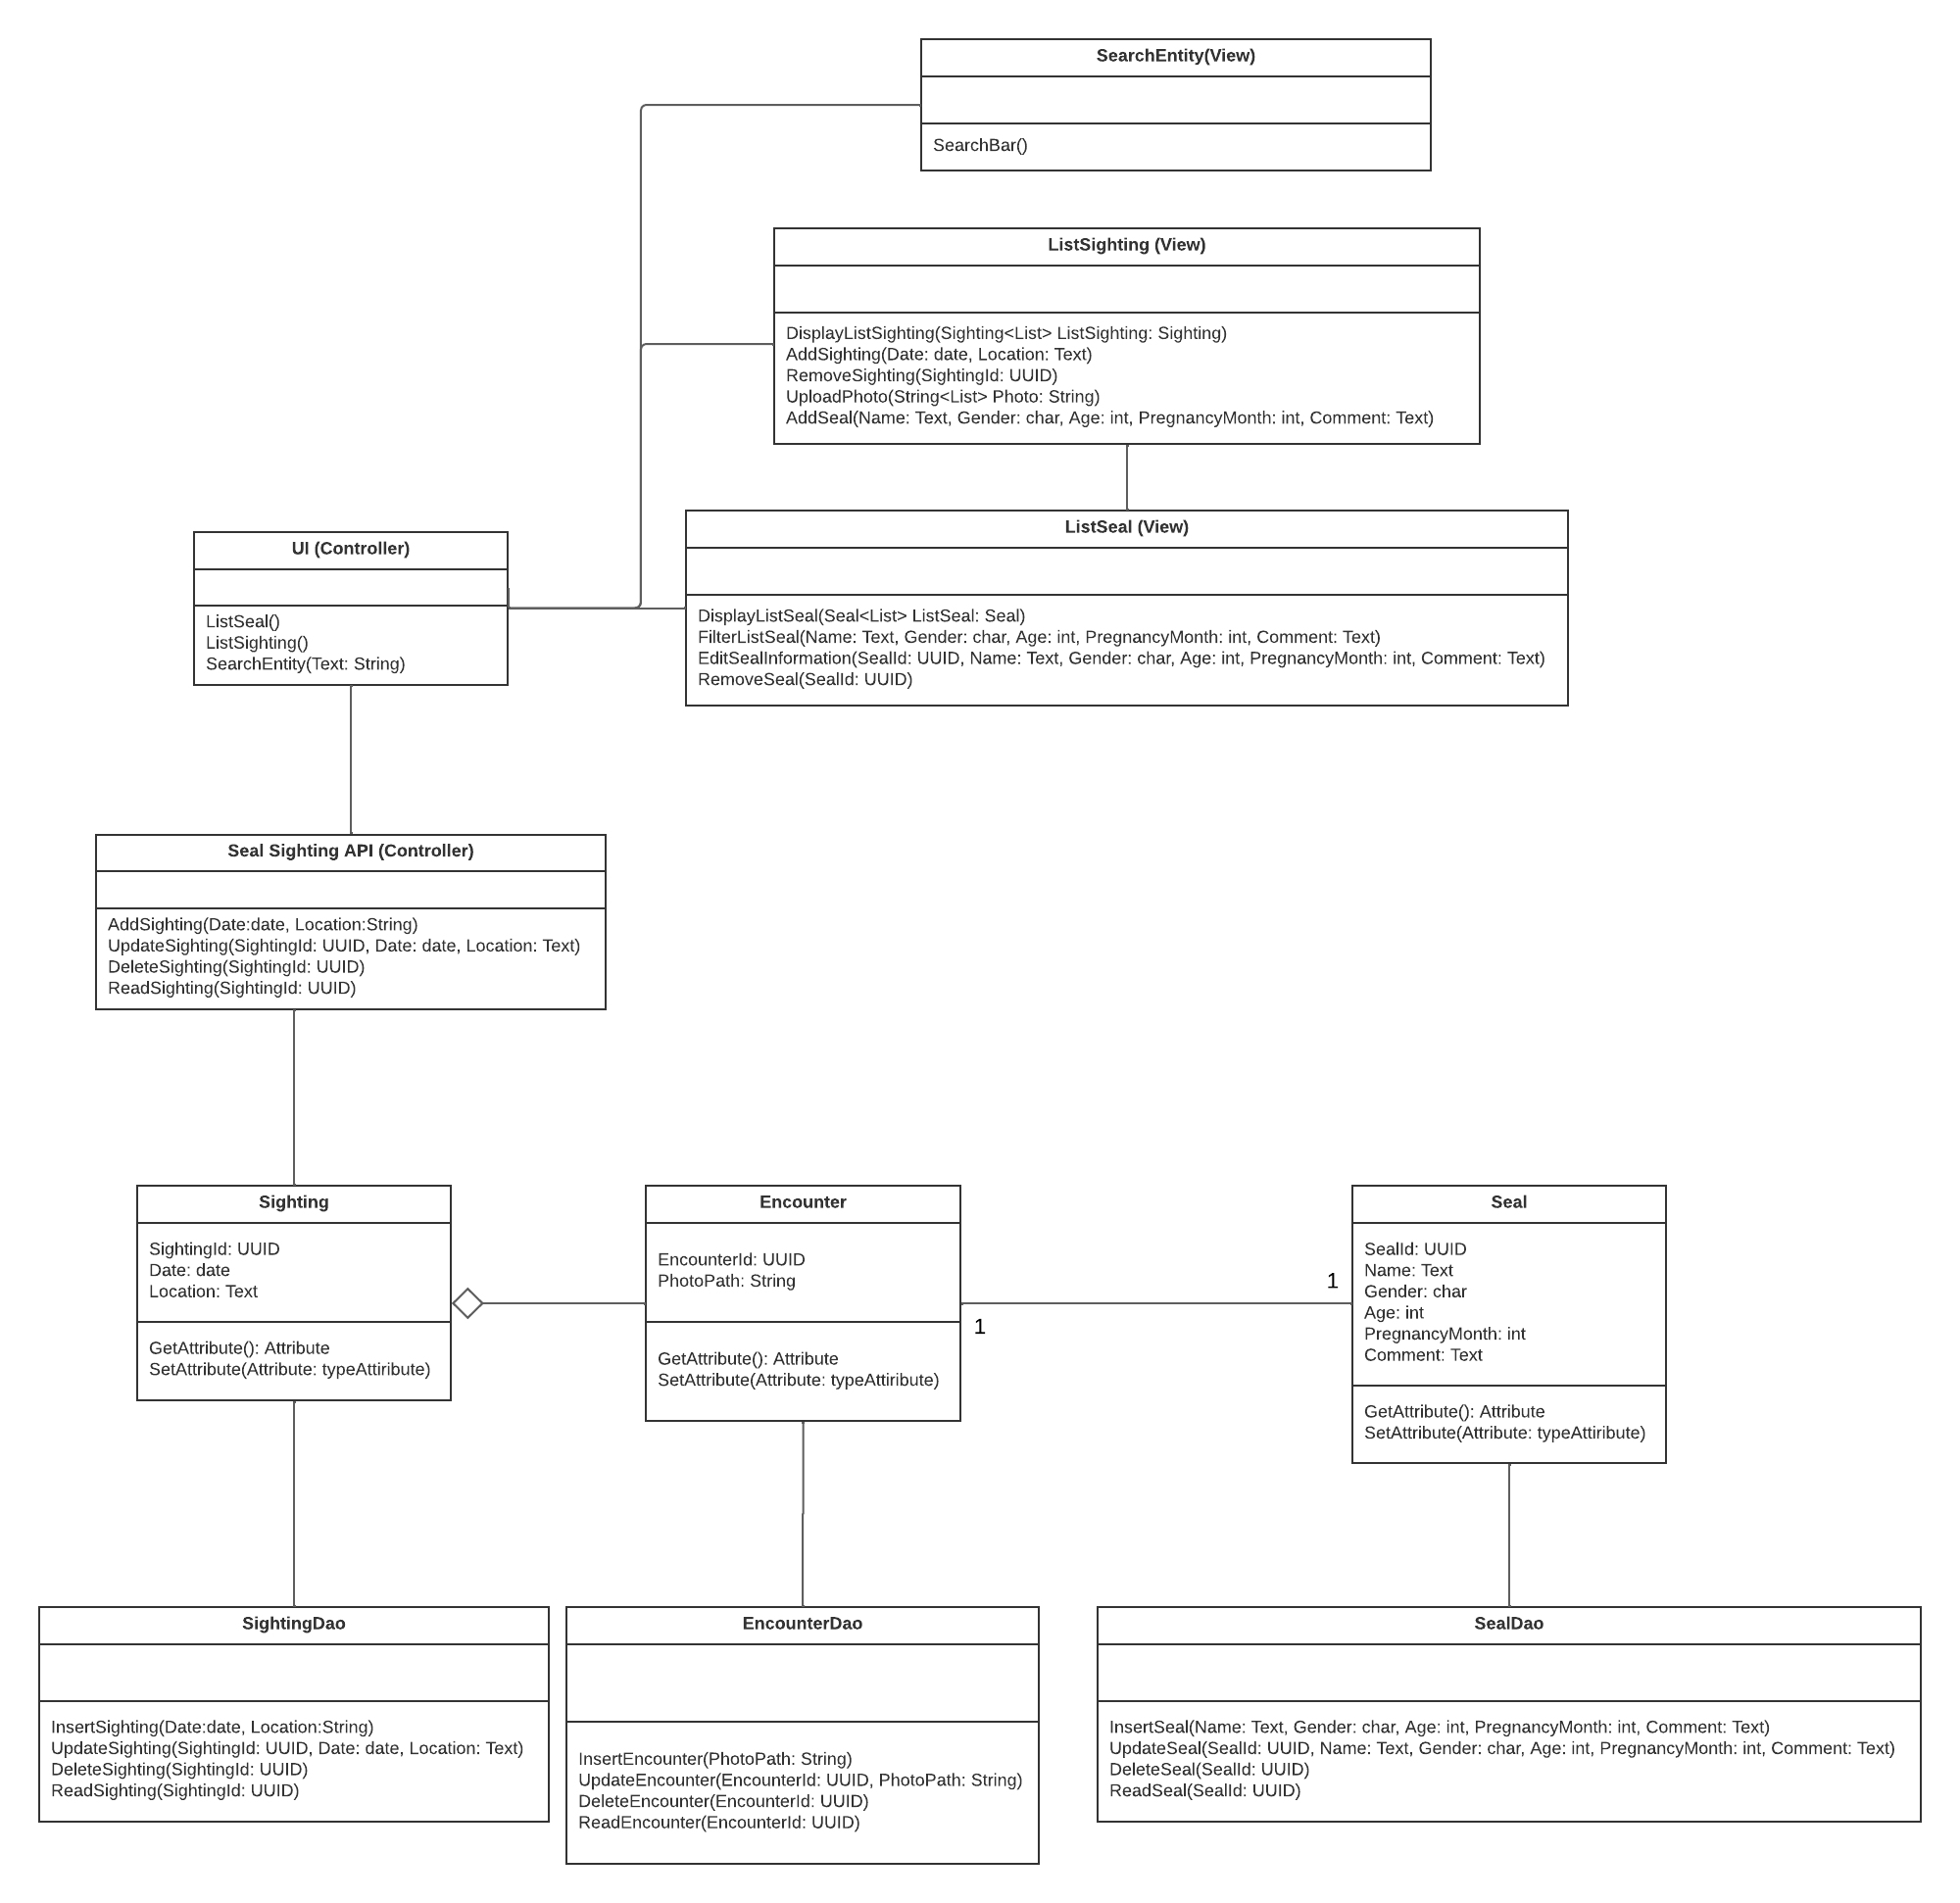 SearchEntity(View)
SearchBar()
ListSighting (View)
DisplayListSighting(Sighting<List> ListSighting: Sighting)
AddSighting(Date: date, Location: Text)
RemoveSighting(SightingId: UUID)
UploadPhoto(String<List> Photo: String)
AddSeal(Name: Text, Gender: char, Age: int, PregnancyMonth: int, Comment: Text)
ListSeal (View)
DisplayListSeal(Seal<List> ListSeal: Seal)
FilterListSeal(Name: Text, Gender: char, Age: int, PregnancyMonth: int, Comment: Text)
EditSealInformation(SealId: UUID, Name: Text, Gender: char, Age: int, PregnancyMonth: int, Comment: Text)
RemoveSeal(SealId: UUID)
UI (Controller)
ListSeal()
ListSighting()
SearchEntity(Text: String)
Seal Sighting API (Controller)
AddSighting(Date:date, Location:String)
UpdateSighting(SightingId: UUID, Date: date, Location: Text)
DeleteSighting(SightingId: UUID)
ReadSighting(SightingId: UUID)
Sighting
SightingId: UUID
Date: date
Location: Text
GetAttribute(): Attribute
SetAttribute(Attribute: typeAttiribute)
Encounter
EncounterId: UUID
PhotoPath: String
GetAttribute(): Attribute
SetAttribute(Attribute: typeAttiribute)
1
1
Seal
SealId: UUID
Name: Text
Gender: char
Age: int
PregnancyMonth: int
Comment: Text
GetAttribute(): Attribute
SetAttribute(Attribute: typeAttiribute)
SightingDao
InsertSighting(Date:date, Location:String)
UpdateSighting(SightingId: UUID, Date: date, Location: Text)
DeleteSighting(SightingId: UUID)
ReadSighting(SightingId: UUID)
EncounterDao
InsertEncounter(PhotoPath: String)
UpdateEncounter(EncounterId: UUID, PhotoPath: String)
DeleteEncounter(EncounterId: UUID)
ReadEncounter(EncounterId: UUID)
SealDao
InsertSeal(Name: Text, Gender: char, Age: int, PregnancyMonth: int, Comment: Text)
UpdateSeal(SealId: UUID, Name: Text, Gender: char, Age: int, PregnancyMonth: int, Comment: Text)
DeleteSeal(SealId: UUID)
ReadSeal(SealId: UUID)